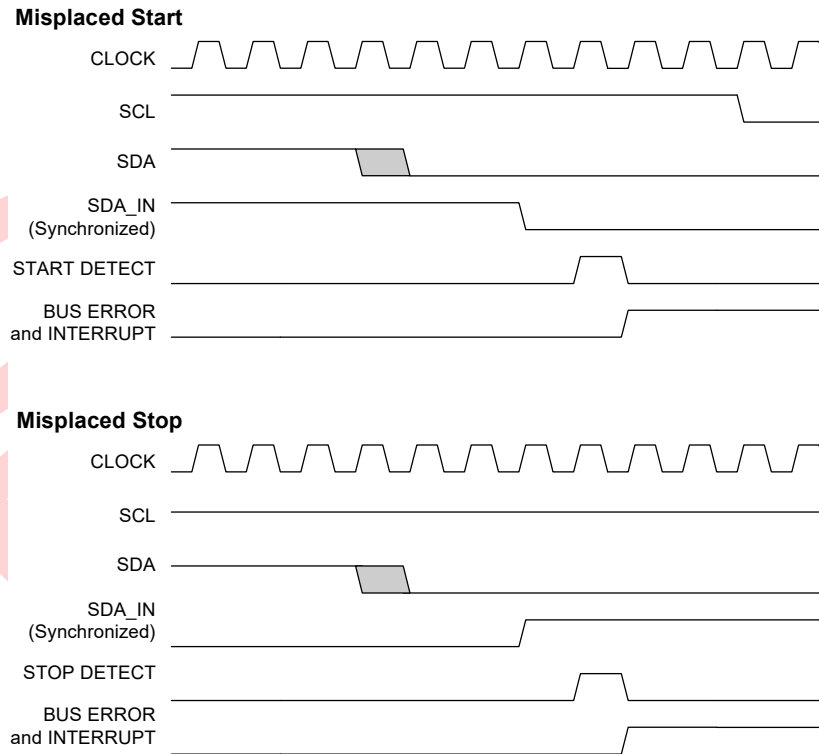 Misplaced Start
CLOCK
SCL
SDA
SDA_IN
(Synchronized)
START DETECT
BUS ERROR
and INTERRUPT
Misplaced Stop
CLOCK
SCL
SDA
SDA_IN
(Synchronized)
STOP DETECT
BUS ERROR
and INTERRUPT